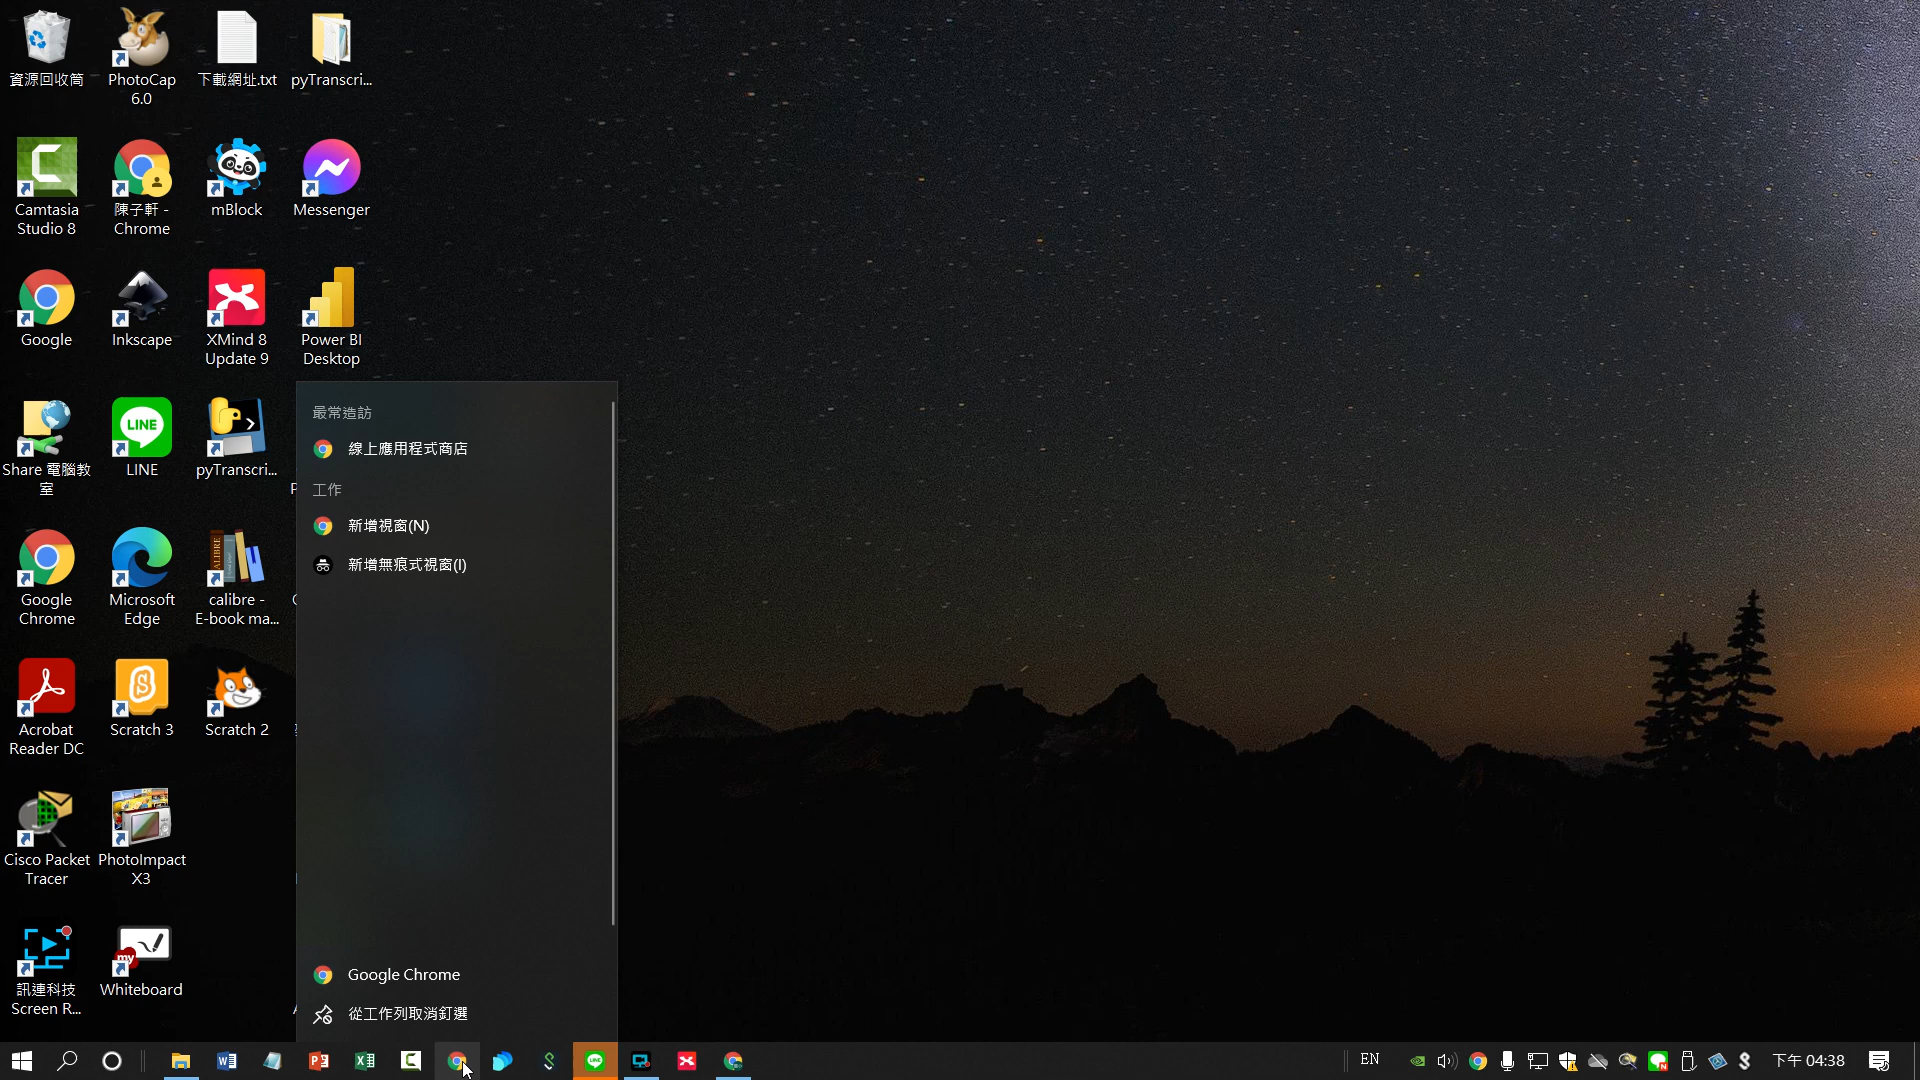 資源回收筒
PhotoCap
6.0
下載網址.txt
pyTranscri...
Camtasia
Studio 8
陳子軒 -
Chrome
mBlock
Messenger
Google
Inkscape
XMind 8
Update 9
Power BI
Desktop
Share 電腦教
室
LINE
pyTranscri...
Google
Chrome
Microsoft
Edge
calibre -
E-book ma...
Acrobat
Reader DC
Scratch 3
Scratch 2
Cisco Packet
Tracer
PhotoImpact
X3
訊連科技
Screen R...
Whiteboard
最常造訪
線上應用程式商店
工作
新增視窗(N)
新增無痕式視窗(I)
Google Chrome
從工作列取消釘選
EN
下午 04:38